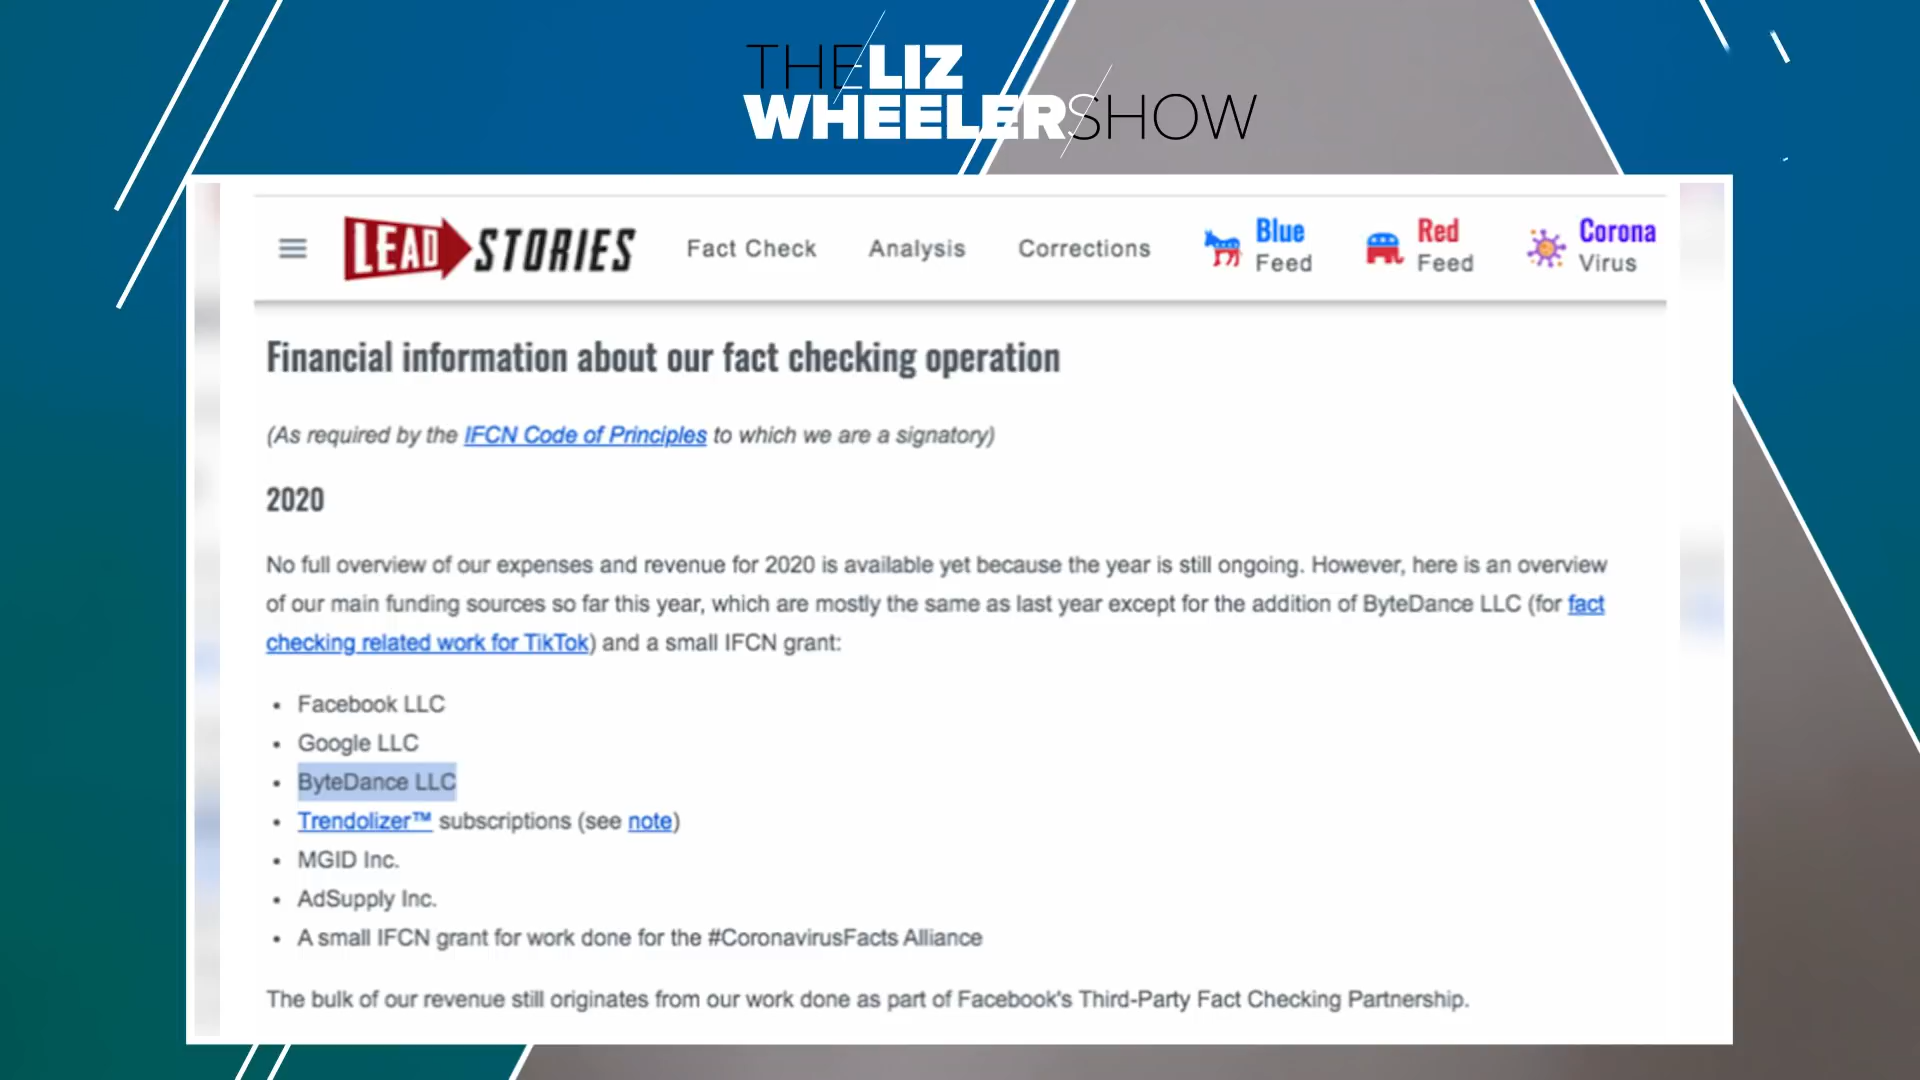 THE LIZ
WHEELER SHOW
LEAD STORIES
Fact Check
Analysis
Corrections
Blue
Feed
Red
Feed
Corona
Virus
Financial information about our fact checking operation
(As required by the IFCN Code of Principles to which we are a signatory)
2020
No full overview of our expenses and revenue for 2020 is available yet because the year is still ongoing. However, here is an overview
of our main funding sources so far this year, which are mostly the same as last year except for the addition of ByteDance LLC (for fact
checking related work for TikTok) and a small IFCN grant:
• Facebook LLC
• Google LLC
• ByteDance LLC
• Trendolizer™ subscriptions (see note)
• MGID Inc.
• AdSupply Inc.
• A small IFCN grant for work done for the #CoronavirusFacts Alliance
The bulk of our revenue still originates from our work done as part of Facebook's Third-Party Fact Checking Partnership.